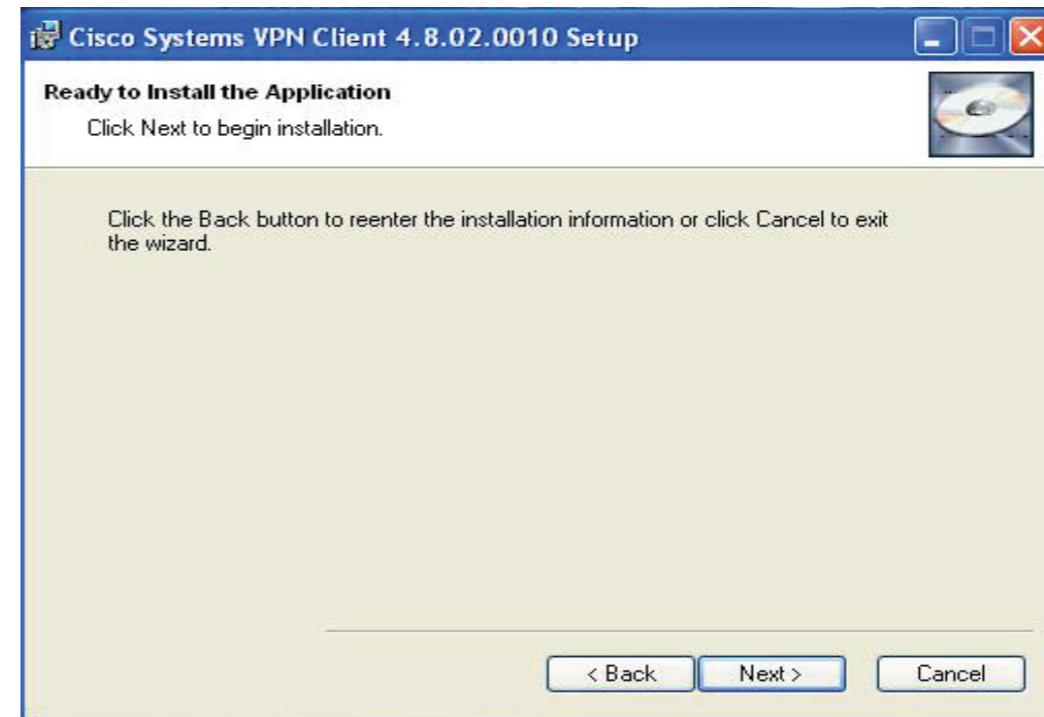 Cisco Systems VPN Client 4.8.02.0010 Setup
Ready to Install the Application
Click Next to begin installation.
Click the Back button to reenter the installation information or click Cancel to exit
the wizard.
< Back Next > Cancel